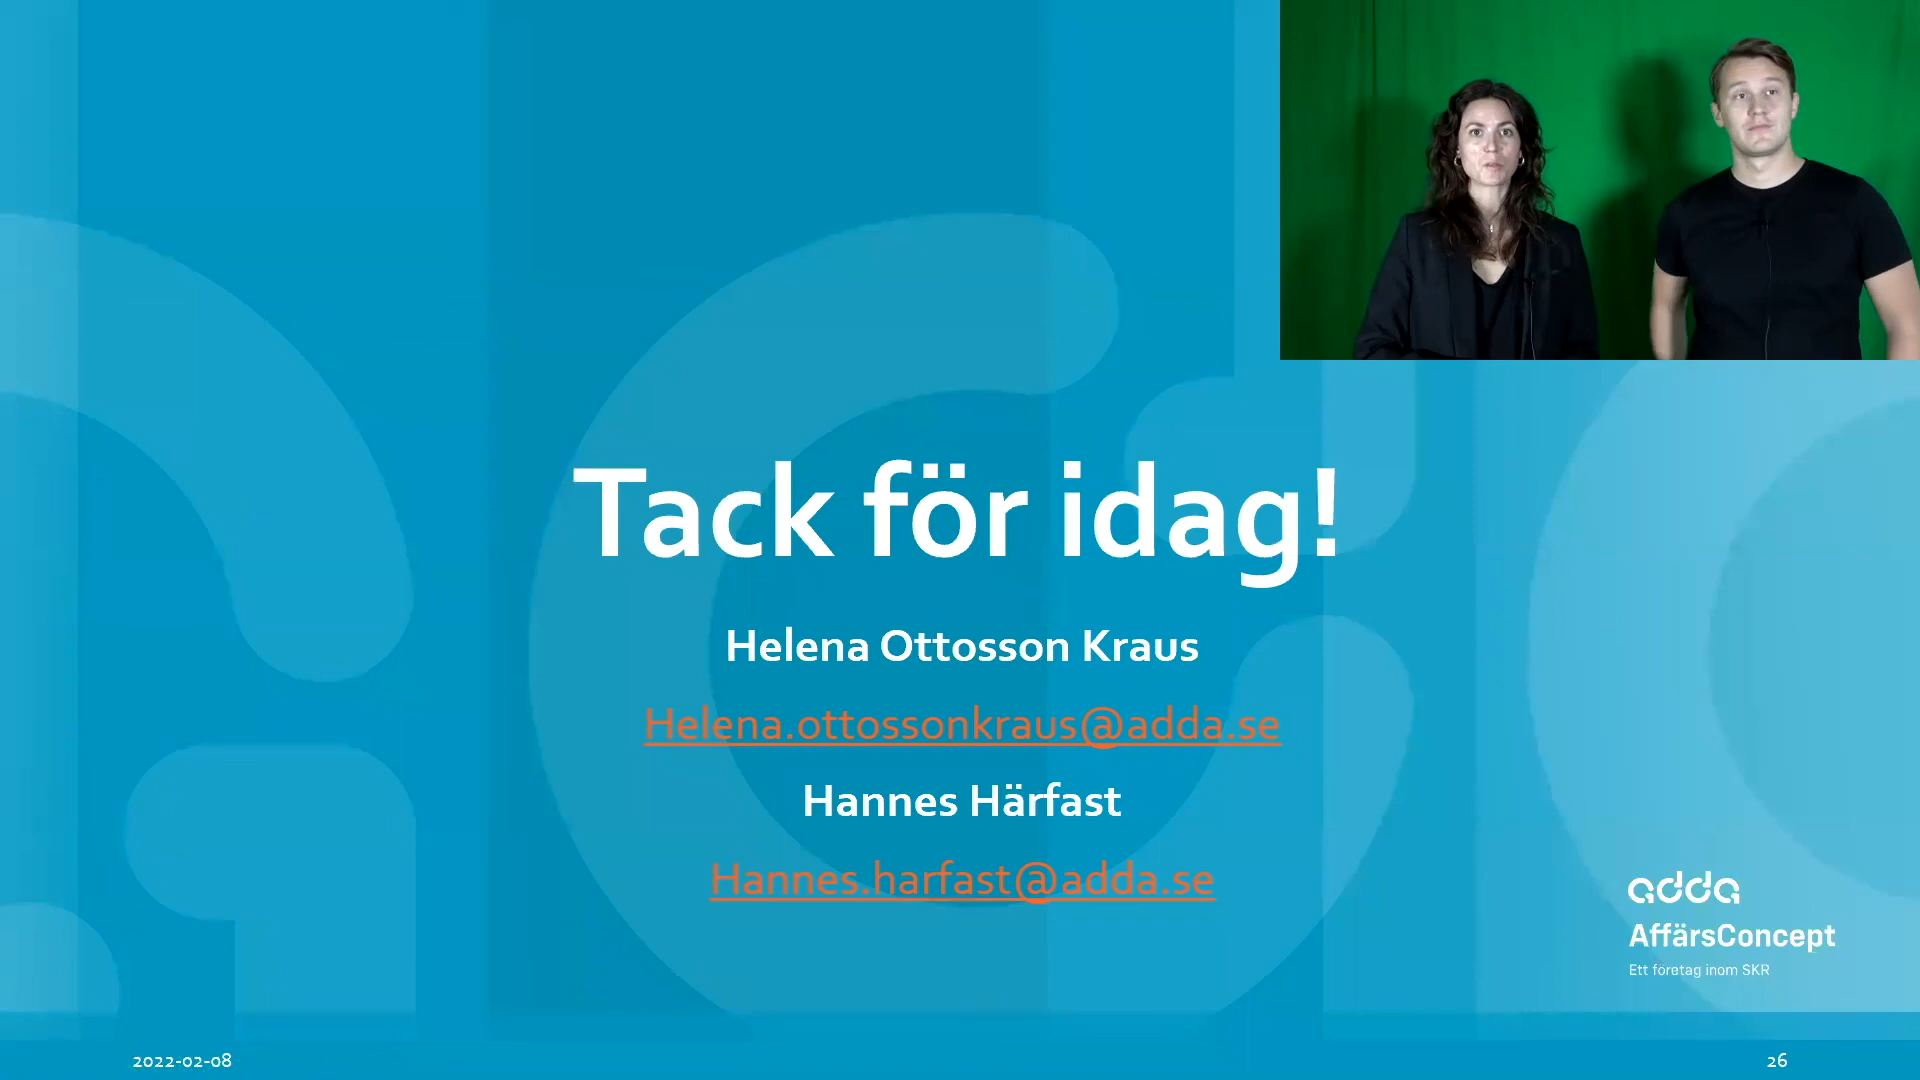 Tack för idag!
Helena Ottosson Kraus
Helena.ottossonkraus@adda.se
Hannes Härfast
Hannes.harfast@adda.se
adda
AffärsConcept
Ett företag inom SKR
2022-02-08
26